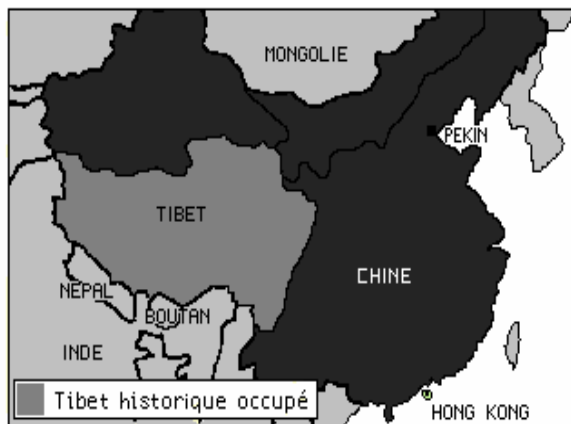 MONGOLIE
PEKIN
TIBET
CHINE
NEPAL
BOUTAN
INDE
Tibet historique occupé
HONG KONG